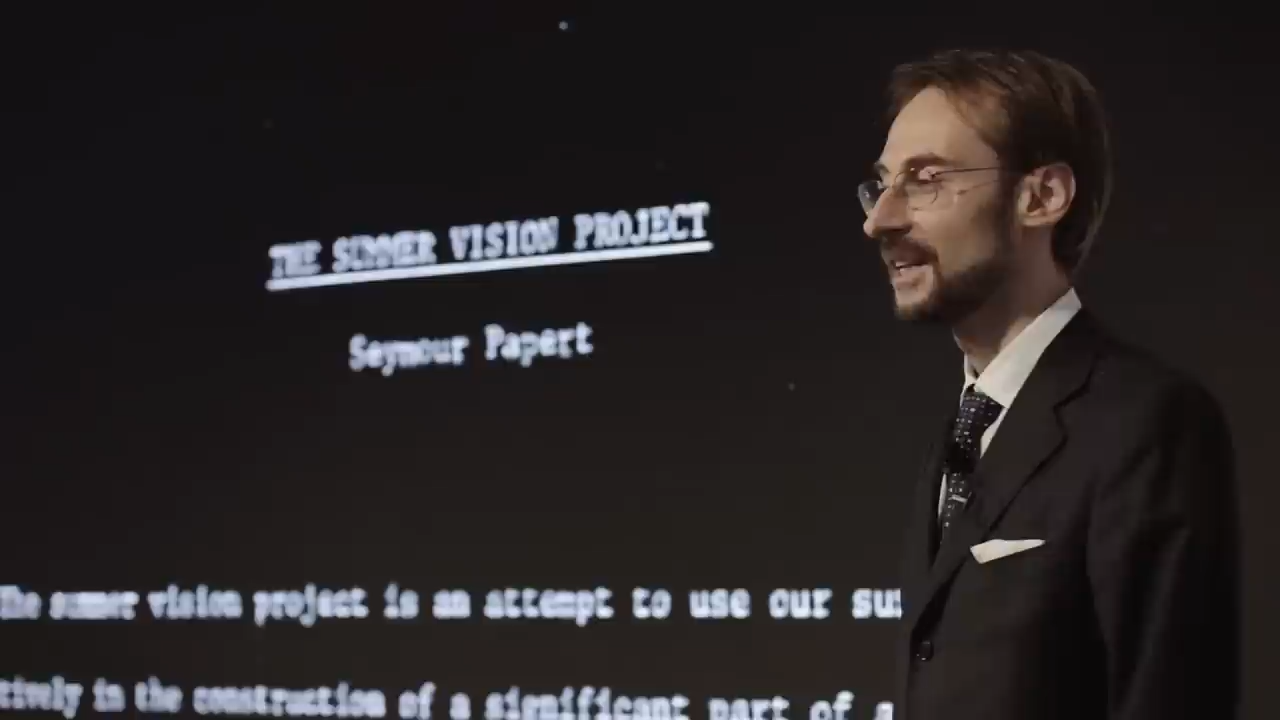 THE SUMMER VISION PROJECT
Seymour Papert
The summer vision project is an attempt to use our su
tively in the construction of a significant part of a